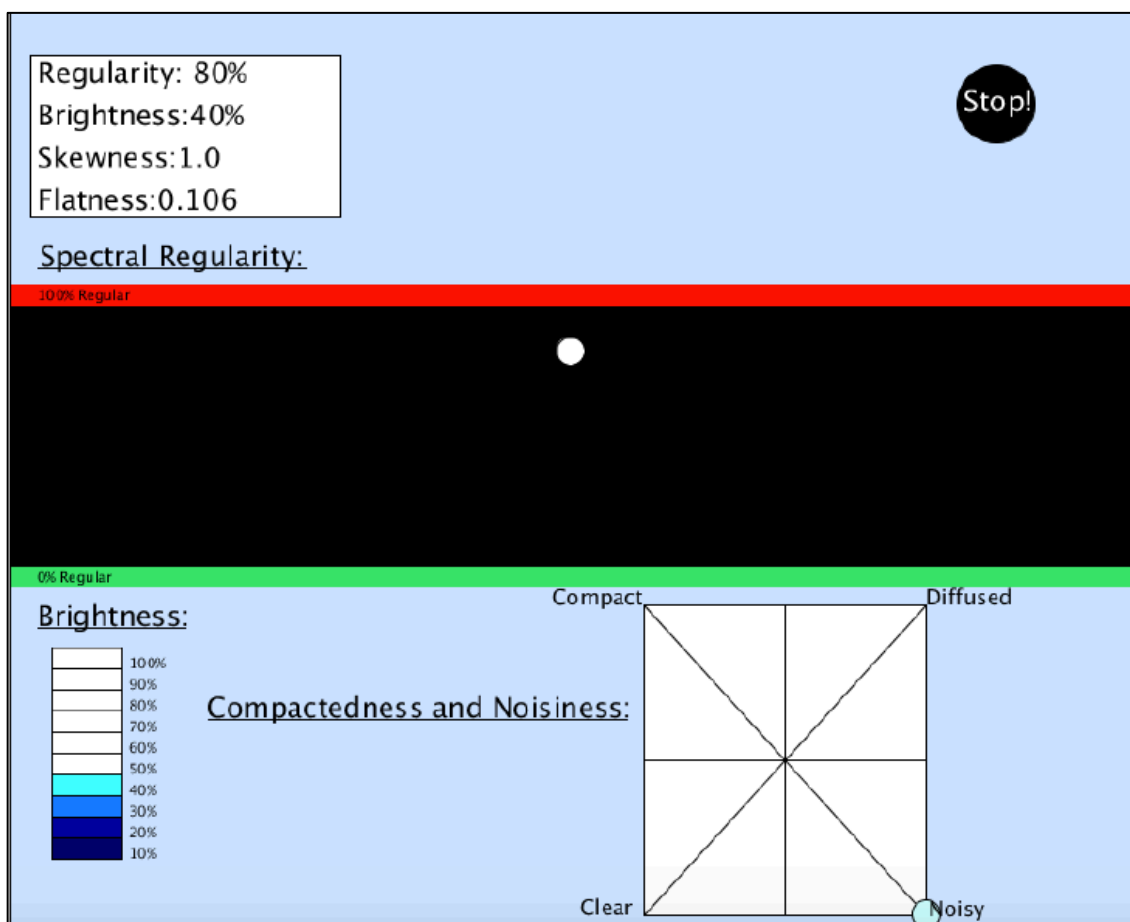 Regularity: 80%
Brightness:40%
Skewness:1.0
Flatness:0.106
Stop!
Spectral Regularity:
100% Regular
0% Regular
Brightness:
100%
90%
80%
70%
60%
50%
40%
30%
20%
10%
Compactedness and Noisiness:
Compact
Diffused
Clear
Noisy